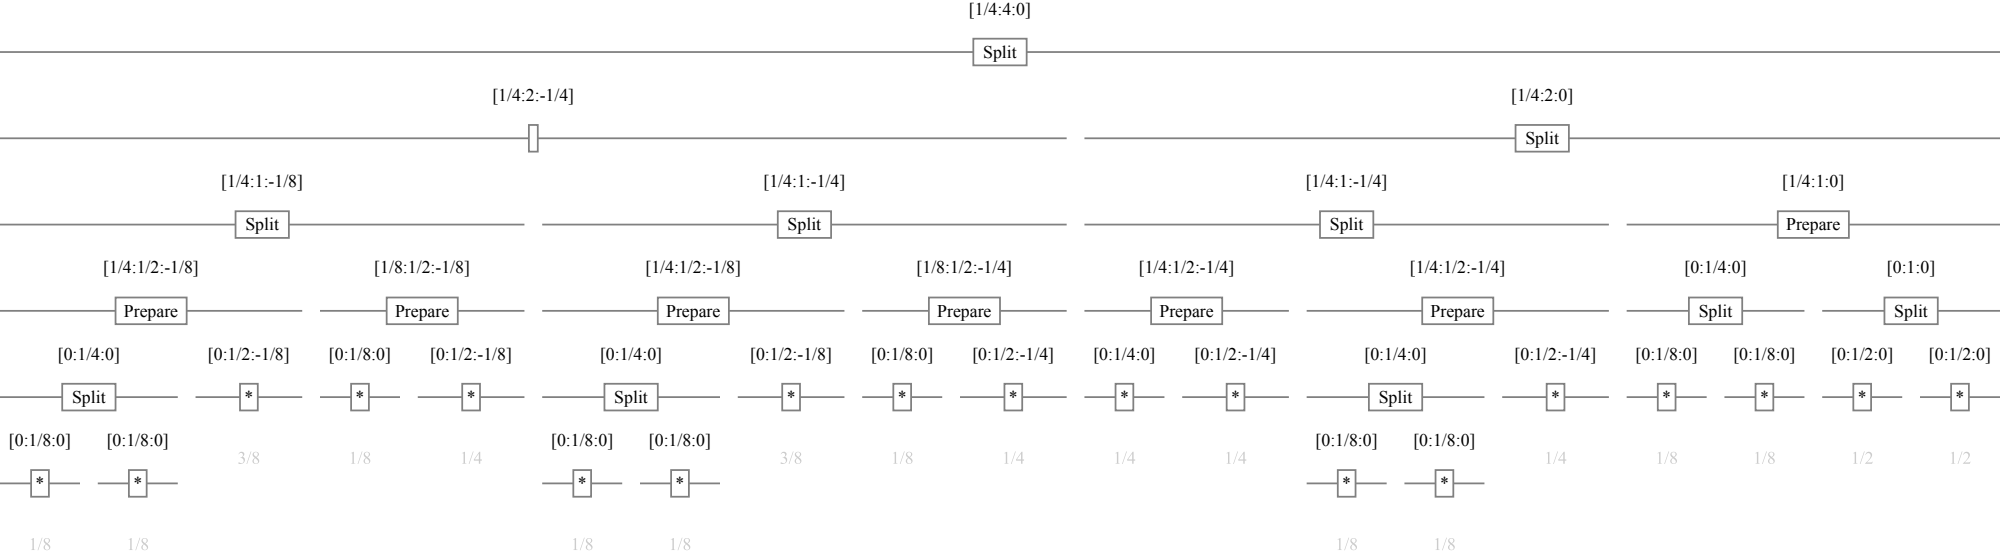 [1/4:4:0]
Split
[1/4:2:-1/4] [1/4:2:0]
Split
[1/4:1:-1/8] [1/4:1:-1/4] [1/4:1:-1/4] [1/4:1:0]
Split Split Split Prepare
[1/4:1/2:-1/8] [1/8:1/2:-1/8] [1/4:1/2:-1/8] [1/8:1/2:-1/4] [1/4:1/2:-1/4] [1/4:1/2:-1/4] [0:1/4:0] [0:1:0]
Prepare Prepare Prepare Prepare Prepare Prepare Split Split
[0:1/4:0] [0:1/2:-1/8] [0:1/8:0] [0:1/2:-1/8] [0:1/4:0] [0:1/2:-1/8] [0:1/8:0] [0:1/2:-1/4] [0:1/4:0] [0:1/2:-1/4] [0:1/4:0] [0:1/2:-1/4] [0:1/8:0] [0:1/8:0] [0:1/2:0] [0:1/2:0]
Split * * * Split * * * * * Split * * * * *
[0:1/8:0] [0:1/8:0] 3/8 1/8 1/4 [0:1/8:0] [0:1/8:0] 3/8 1/8 1/4 1/4 1/4 [0:1/8:0] [0:1/8:0] 1/4 1/8 1/8 1/2 1/2
* * * * * *
1/8 1/8 1/8 1/8 1/8 1/8